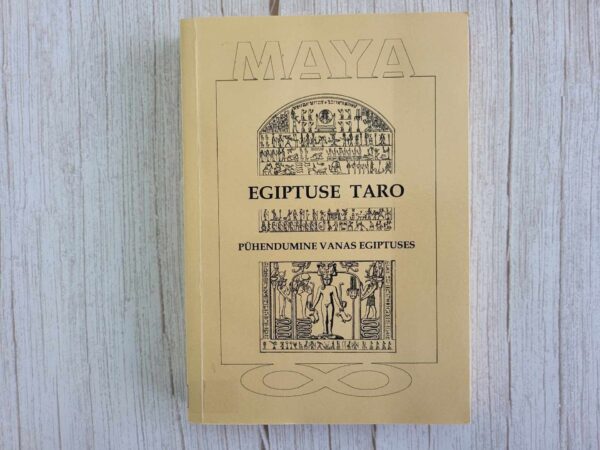 MAYA
EGIPTUSE TARO
PÜHENDUMINE VANAS EGIPTUSES